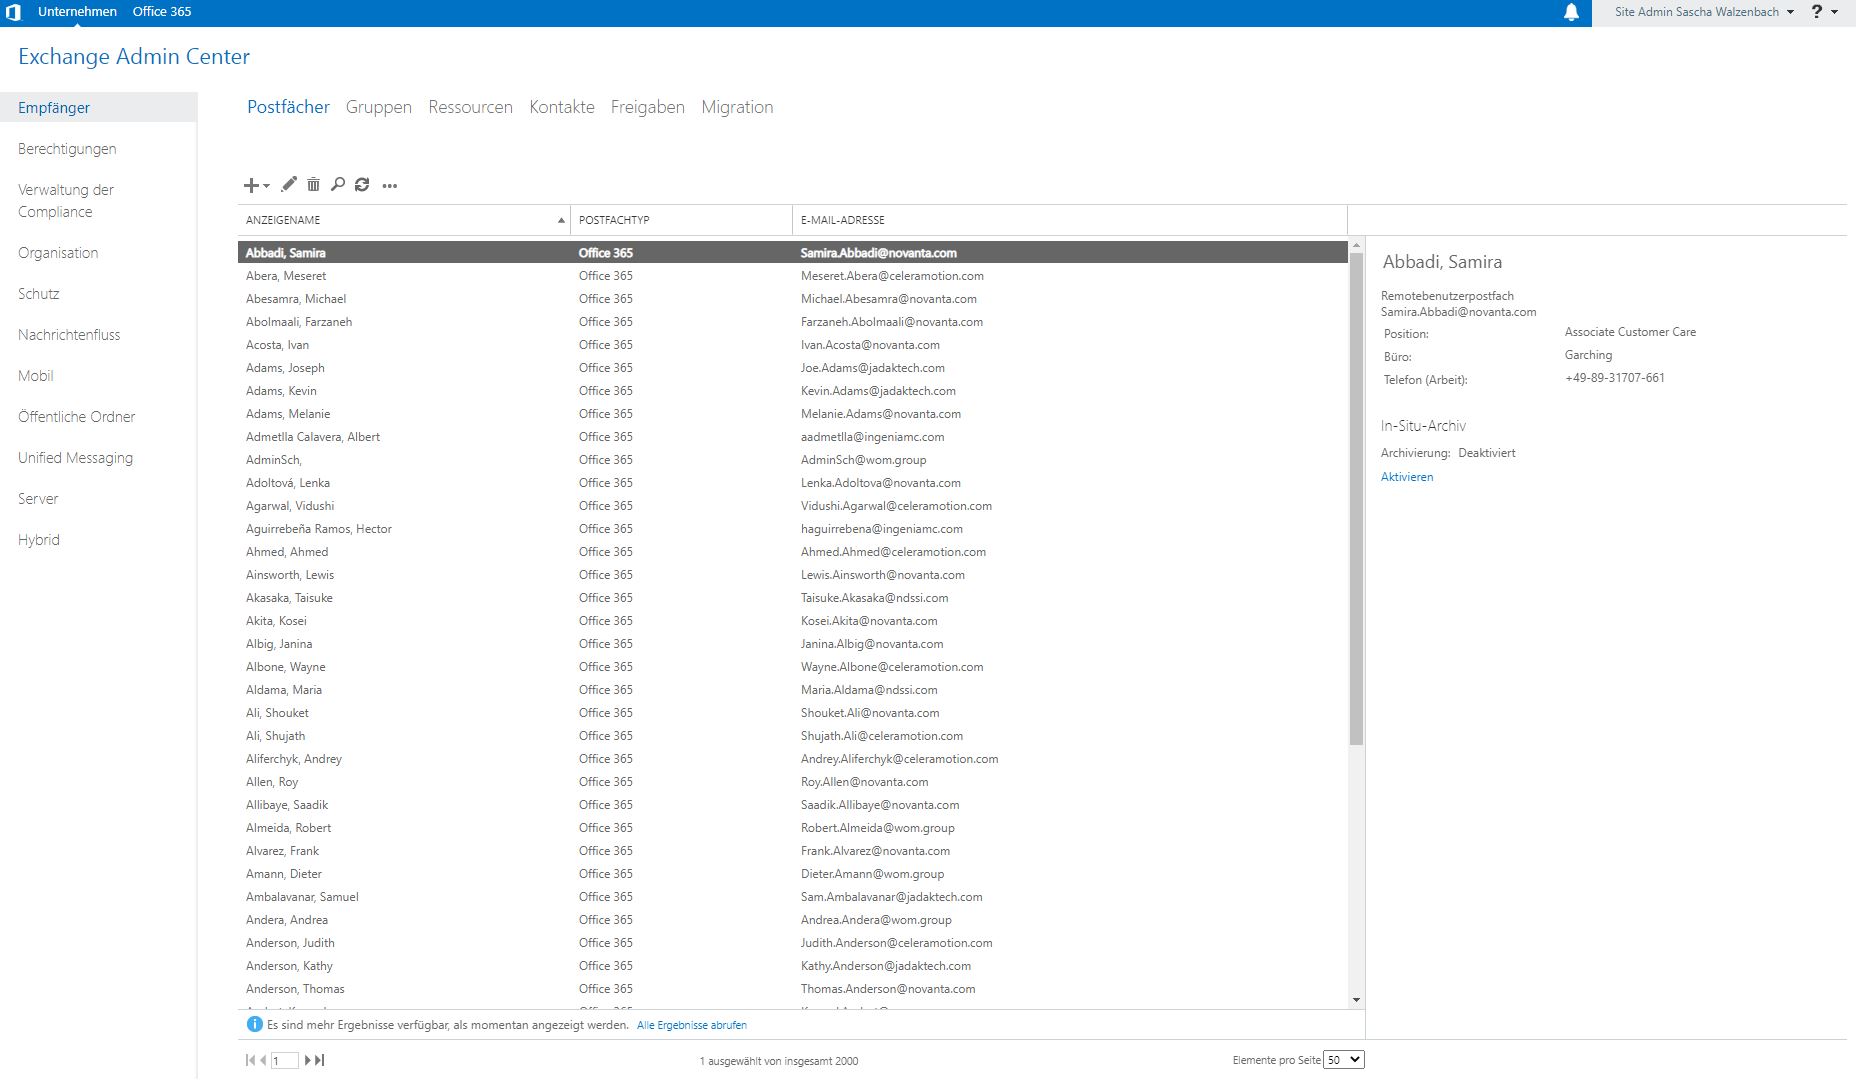 Unternehmen Office 365 Site Admin Sascha Walzenbach ?
Exchange Admin Center
Empfänger
Berechtigungen
Verwaltung der
Compliance
Organisation
Schutz
Nachrichtenfluss
Mobil
Öffentliche Ordner
Unified Messaging
Server
Hybrid
Postfächer Gruppen Ressourcen Kontakte Freigaben Migration
ANZEIGENAME POSTFACHTYP E-MAIL-ADRESSE
Abbadi, Samira Office 365 Samira.Abbadi@novanta.com
Abera, Meseret Office 365 Meseret.Abera@celeramotion.com
Abesamra, Michael Office 365 Michael.Abesamra@novanta.com
Abolmaali, Farzaneh Office 365 Farzaneh.Abolmaali@novanta.com
Acosta, Ivan Office 365 Ivan.Acosta@novanta.com
Adams, Joseph Office 365 Joe.Adams@jadaktech.com
Adams, Kevin Office 365 Kevin.Adams@jadaktech.com
Adams, Melanie Office 365 Melanie.Adams@novanta.com
Admetlla Calavera, Albert Office 365 aadmetlla@ingeniamc.com
AdminSch, Office 365 AdminSch@wom.group
Adoltová, Lenka Office 365 Lenka.Adoltova@novanta.com
Agarwal, Vidushi Office 365 Vidushi.Agarwal@celeramotion.com
Aguirrebeña Ramos, Hector Office 365 haguirrebena@ingeniamc.com
Ahmed, Ahmed Office 365 Ahmed.Ahmed@celeramotion.com
Ainsworth, Lewis Office 365 Lewis.Ainsworth@novanta.com
Akasaka, Taisuke Office 365 Taisuke.Akasaka@ndssi.com
Akita, Kosei Office 365 Kosei.Akita@novanta.com
Albig, Janina Office 365 Janina.Albig@novanta.com
Albone, Wayne Office 365 Wayne.Albone@celeramotion.com
Aldama, Maria Office 365 Maria.Aldama@ndssi.com
Ali, Shouket Office 365 Shouket.Ali@novanta.com
Ali, Shujath Office 365 Shujath.Ali@celeramotion.com
Aliferchyk, Andrey Office 365 Andrey.Aliferchyk@celeramotion.com
Allen, Roy Office 365 Roy.Allen@novanta.com
Allibaye, Saadik Office 365 Saadik.Allibaye@novanta.com
Almeida, Robert Office 365 Robert.Almeida@wom.group
Alvarez, Frank Office 365 Frank.Alvarez@novanta.com
Amann, Dieter Office 365 Dieter.Amann@wom.group
Ambalavanar, Samuel Office 365 Sam.Ambalavanar@jadaktech.com
Andera, Andrea Office 365 Andrea.Andera@wom.group
Anderson, Judith Office 365 Judith.Anderson@celeramotion.com
Anderson, Kathy Office 365 Kathy.Anderson@jadaktech.com
Anderson, Thomas Office 365 Thomas.Anderson@novanta.com
Es sind mehr Ergebnisse verfügbar, als momentan angezeigt werden. Alle Ergebnisse abrufen
1 1 ausgewählt von insgesamt 2000 Elemente pro Seite 50
Abbadi, Samira
Remotebenutzerpostfach
Samira.Abbadi@novanta.com
Position: Associate Customer Care
Büro: Garching
Telefon (Arbeit): +49-89-31707-661
In-Situ-Archiv
Archivierung: Deaktiviert
Aktivieren